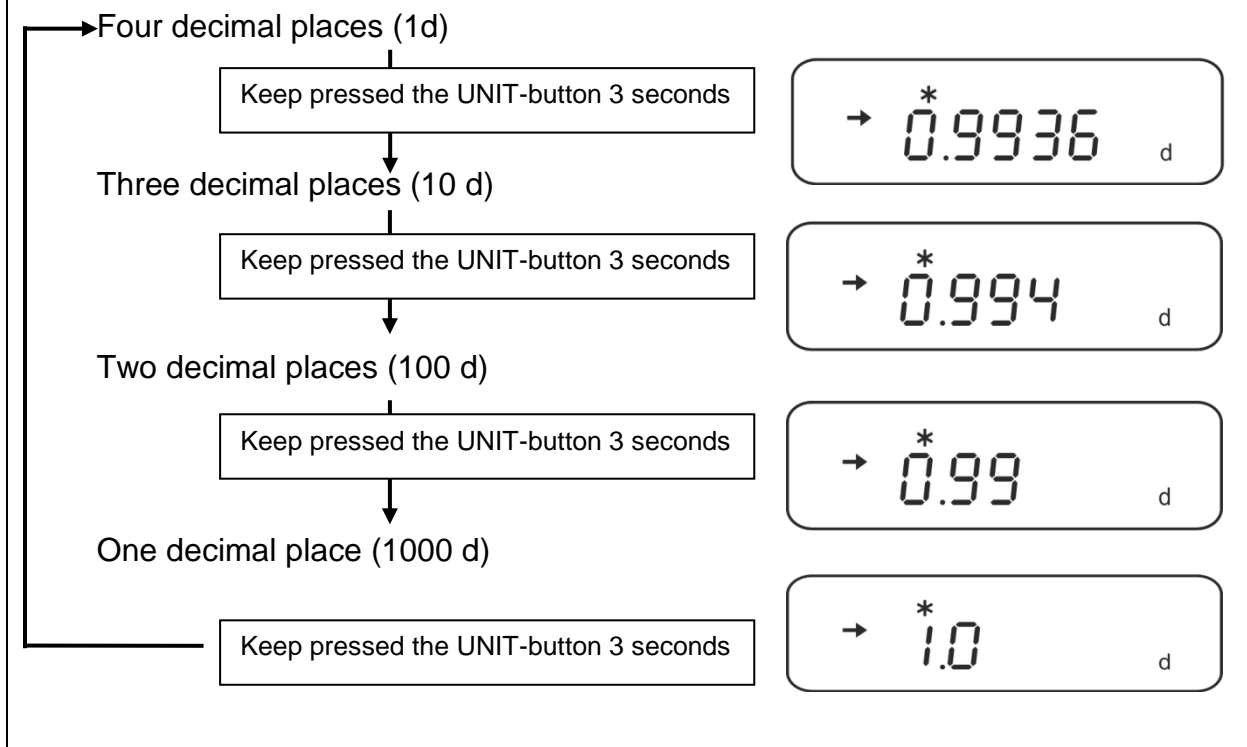 Four decimal places (1d)
Keep pressed the UNIT-button 3 seconds
* 0.9936 d
Three decimal places (10 d)
Keep pressed the UNIT-button 3 seconds
* 0.994 d
Two decimal places (100 d)
Keep pressed the UNIT-button 3 seconds
* 0.99 d
One decimal place (1000 d)
Keep pressed the UNIT-button 3 seconds
* 1.0 d